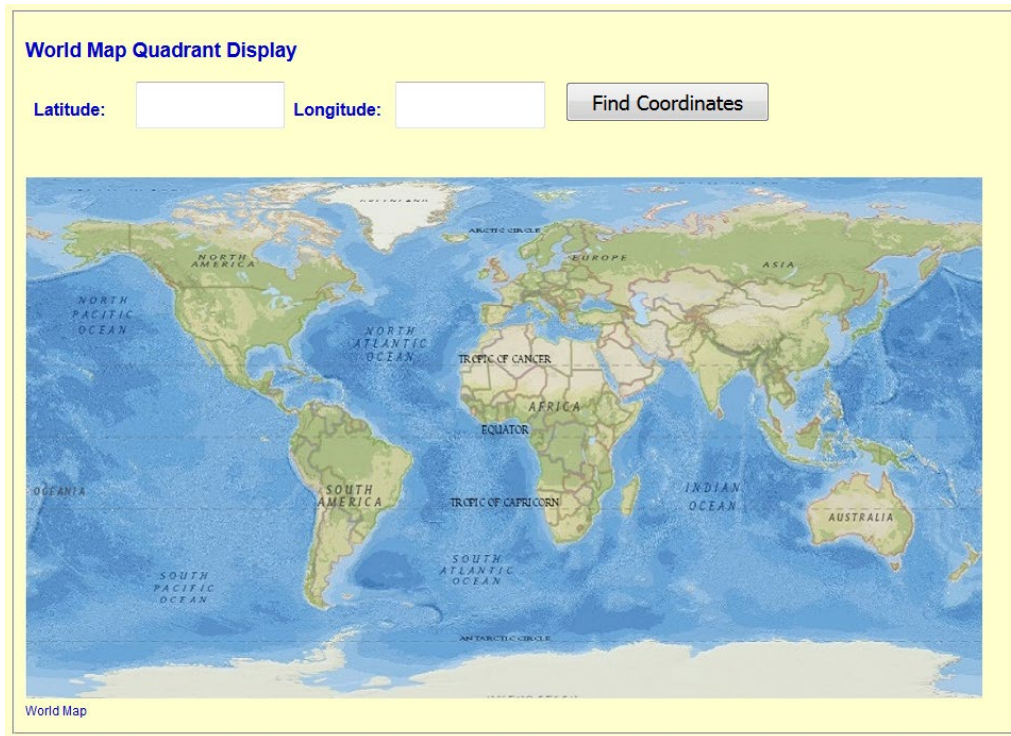 World Map Quadrant Display
Latitude:
Longitude:
Find Coordinates
GREENLAND
ARCTIC CIRCLE
NORTH
AMERICA
EUROPE
ASIA
NORTH
PACIFIC
OCEAN
NORTH
ATLANTIC
OCEAN
TROPIC OF CANCER
AFRICA
EQUATOR
OCEANIA
SOUTH
AMERICA
TROPIC OF CAPRICORN
INDIAN
OCEAN
AUSTRALIA
SOUTH
PACIFIC
OCEAN
SOUTH
ATLANTIC
OCEAN
ANTARCTIC CIRCLE
World Map